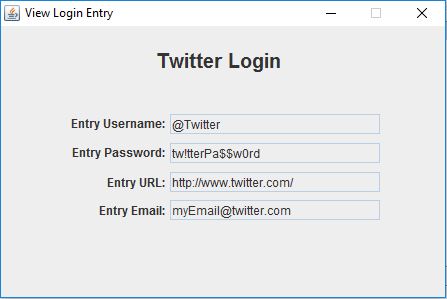 View Login Entry
Twitter Login
Entry Username: @Twitter
Entry Password: tw!tterPa$$w0rd
Entry URL: http://www.twitter.com/
Entry Email: myEmail@twitter.com